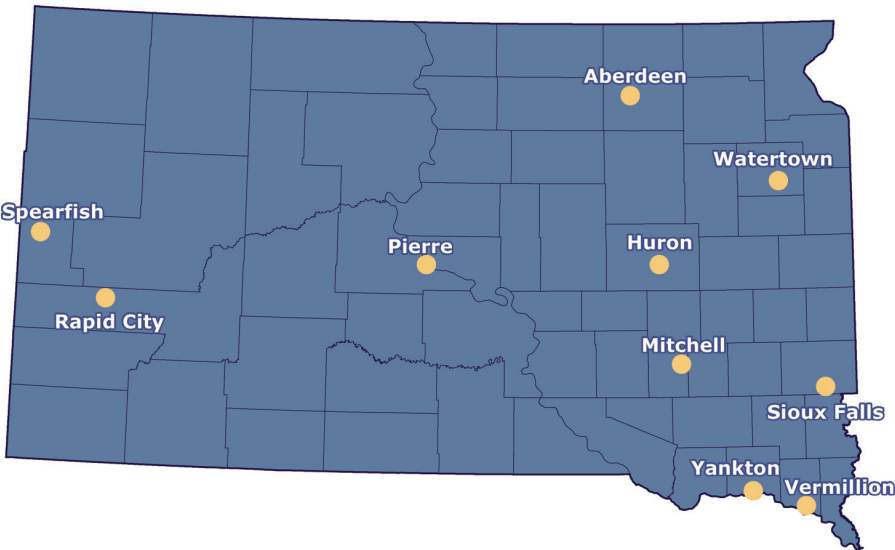 Aberdeen
Watertown
Spearfish
Pierre
Huron
Rapid City
Mitchell
Sioux Falls
Yankton
Vermillion